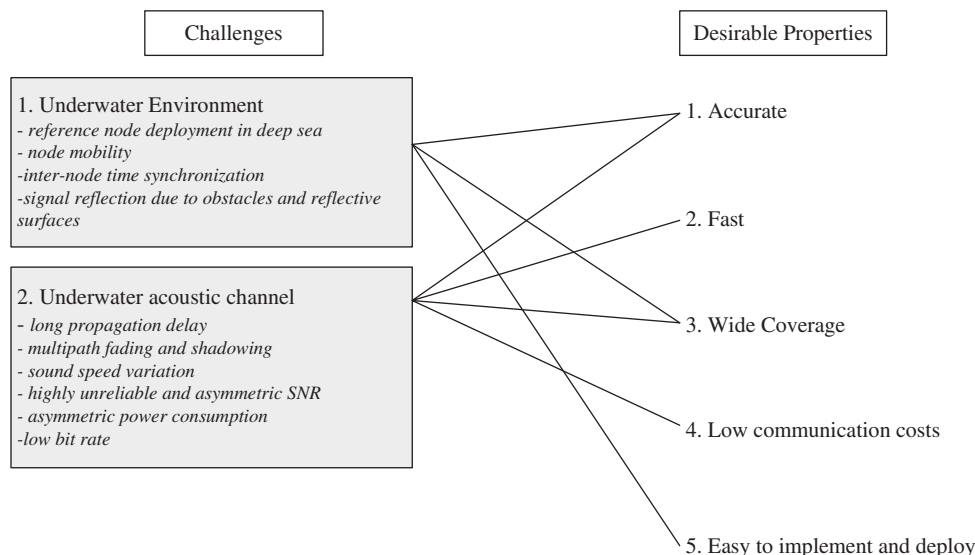 Challenges
Desirable Properties
1. Underwater Environment
- reference node deployment in deep sea
- node mobility
-inter-node time synchronization
-signal reflection due to obstacles and reflective
surfaces
2. Underwater acoustic channel
- long propagation delay
- multipath fading and shadowing
- sound speed variation
- highly unreliable and asymmetric SNR
- asymmetric power consumption
-low bit rate
1. Accurate
2. Fast
3. Wide Coverage
4. Low communication costs
5. Easy to implement and deploy